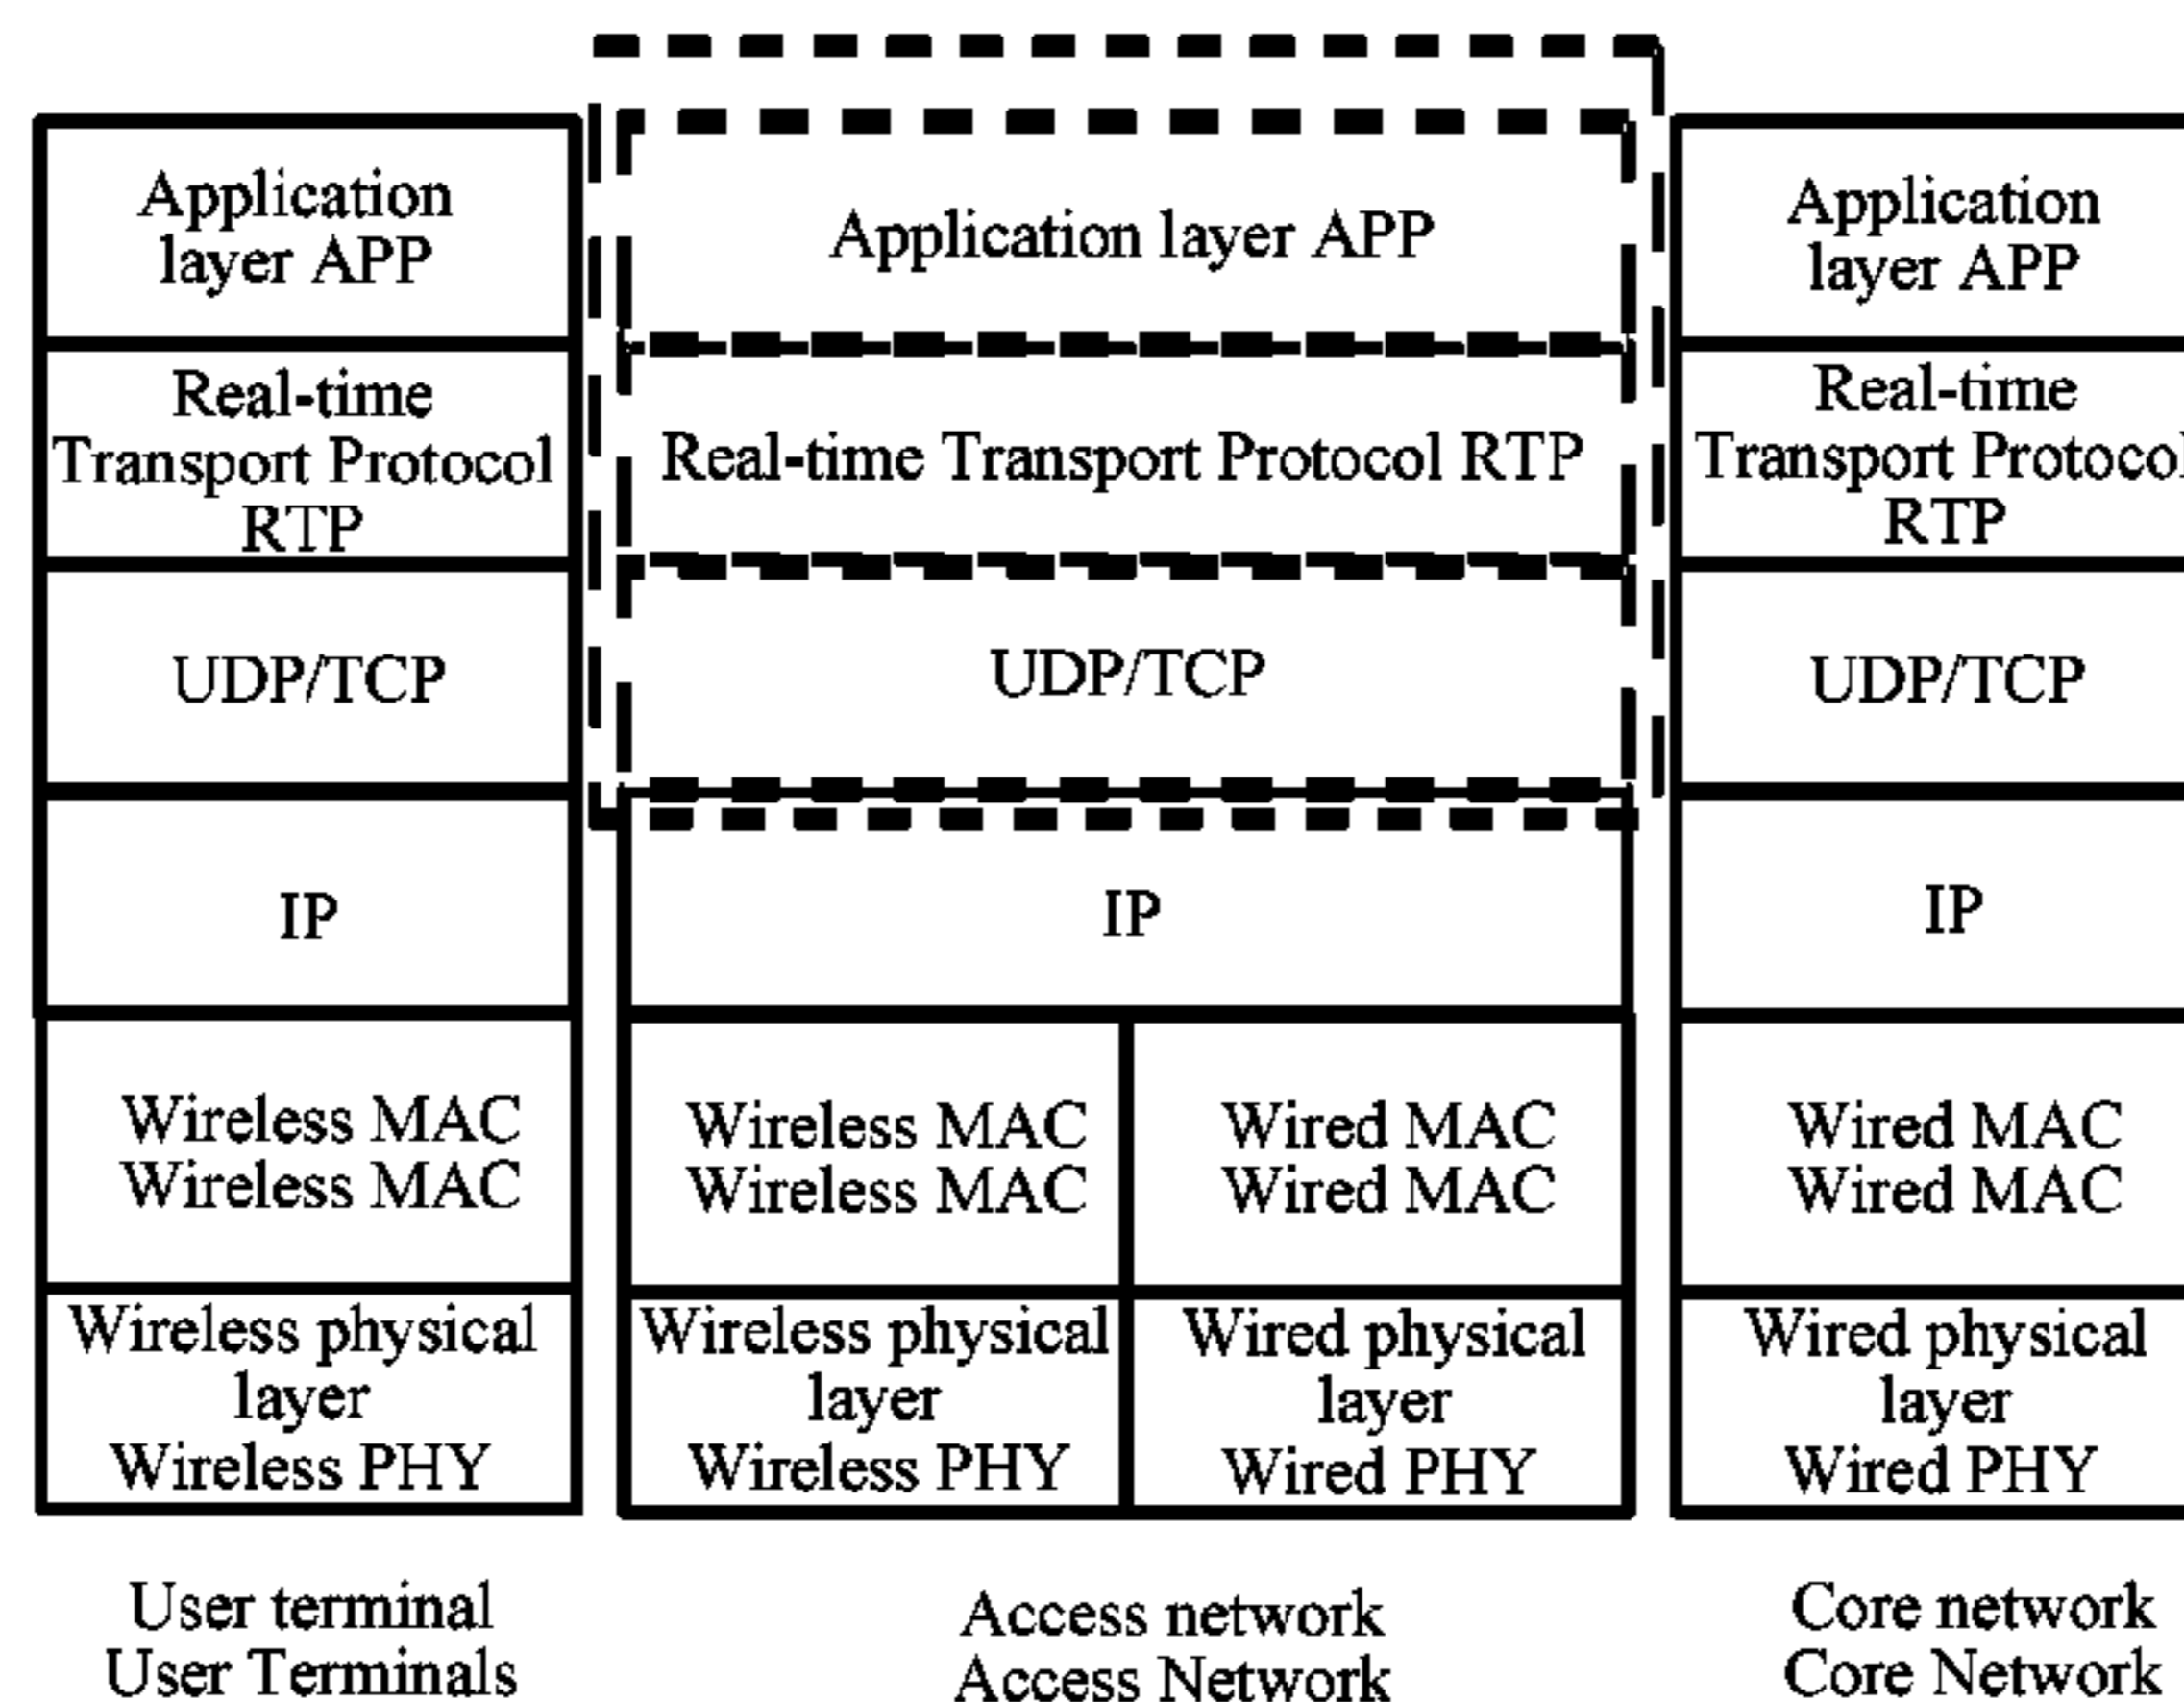 Application
layer APP
Real-time
Transport Protocol
RTP
UDP/TCP
IP
Wireless MAC
Wireless MAC
Wireless physical
layer
Wireless PHY
User terminal
User Terminals
Application layer APP
Real-time Transport Protocol RTP
UDP/TCP
IP
Wireless MAC
Wireless MAC
Wired MAC
Wired MAC
Wireless physical
layer
Wireless PHY
Wired physical
layer
Wired PHY
Access network
Access Network
Application
layer APP
Real-time
Transport Protocol
RTP
UDP/TCP
IP
Wired MAC
Wired MAC
Wired physical
layer
Wired PHY
Core network
Core Network